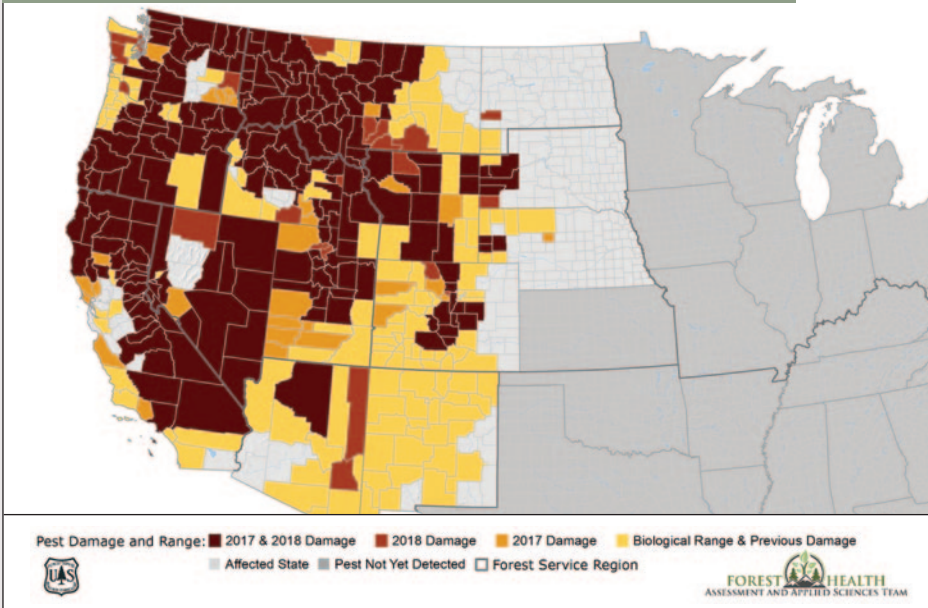 Pest Damage and Range: 2017 & 2018 Damage 2018 Damage 2017 Damage Biological Range & Previous Damage
Affected State Pest Not Yet Detected Forest Service Region
U S
FOREST HEALTH
ASSESSMENT AND APPLIED SCIENCES TEAM